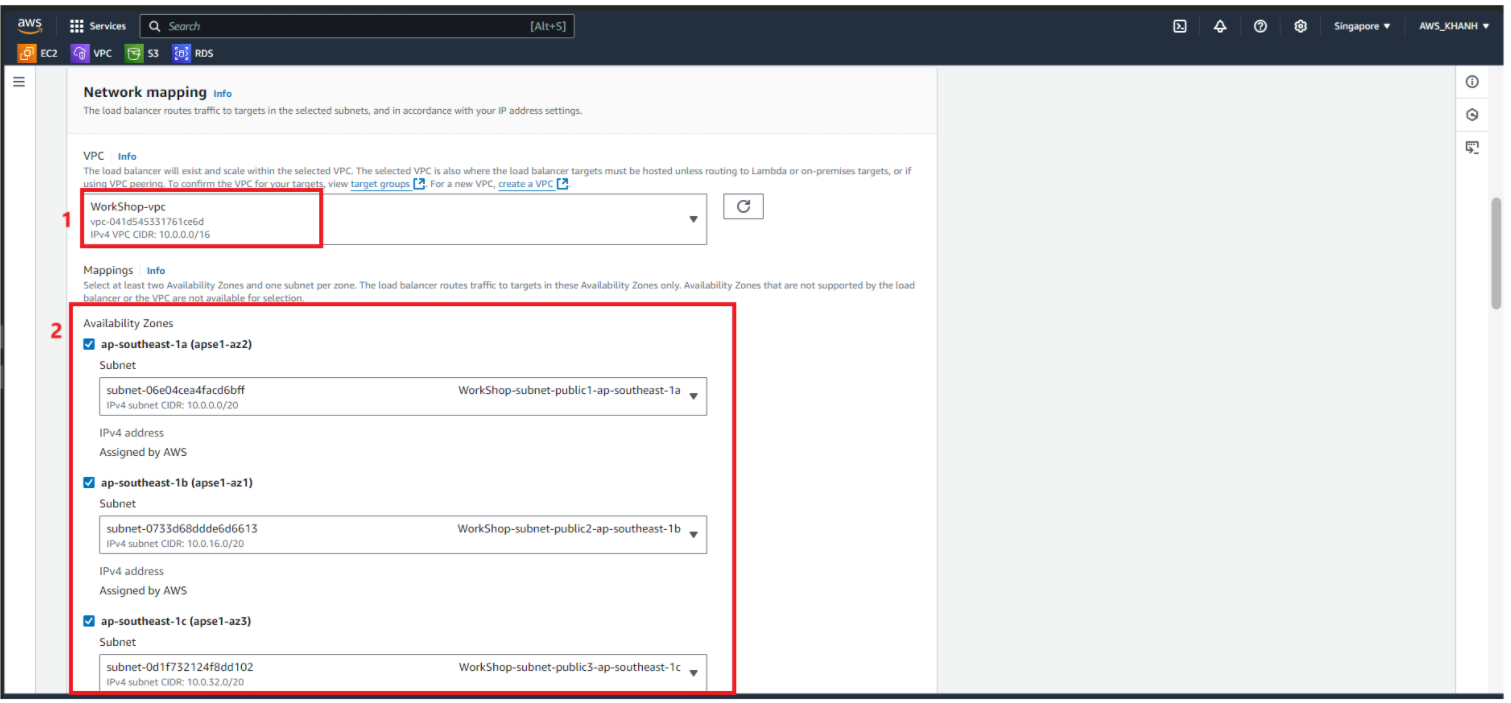 aws Services Search [Alt+S] Singapore ▼ AWS_KHANH ▼
EC2 VPC S3 RDS
Network mapping Info
The load balancer routes traffic to targets in the selected subnets, and in accordance with your IP address settings.
VPC Info
The load balancer will exist and scale within the selected VPC. The selected VPC is also where the load balancer targets must be hosted unless routing to Lambda or on-premises targets, or if
using VPC peering. To confirm the VPC for your targets, view target groups. For a new VPC, create a VPC.
1
WorkShop-vpc
vpc-041d545331761ce6d
IPv4 VPC CIDR: 10.0.0.0/16
Mappings Info
Select at least two Availability Zones and one subnet per zone. The load balancer routes traffic to targets in these Availability Zones only. Availability Zones that are not supported by the load
balancer or the VPC are not available for selection.
2
Availability Zones
ap-southeast-1a (apse1-az2)
Subnet
subnet-06e04cea4facd6bff WorkShop-subnet-public1-ap-southeast-1a
IPv4 subnet CIDR: 10.0.0.0/20
IPv4 address
Assigned by AWS
ap-southeast-1b (apse1-az1)
Subnet
subnet-0733d68ddde6d6613 WorkShop-subnet-public2-ap-southeast-1b
IPv4 subnet CIDR: 10.0.16.0/20
IPv4 address
Assigned by AWS
ap-southeast-1c (apse1-az3)
Subnet
subnet-0d1f732124f8dd102 WorkShop-subnet-public3-ap-southeast-1c
IPv4 subnet CIDR: 10.0.32.0/20